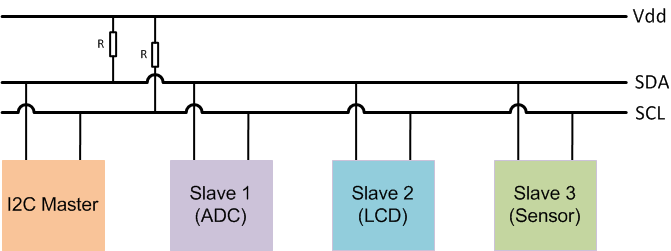 Vdd
R
R
SDA
SCL
I2C Master
Slave 1
(ADC)
Slave 2
(LCD)
Slave 3
(Sensor)